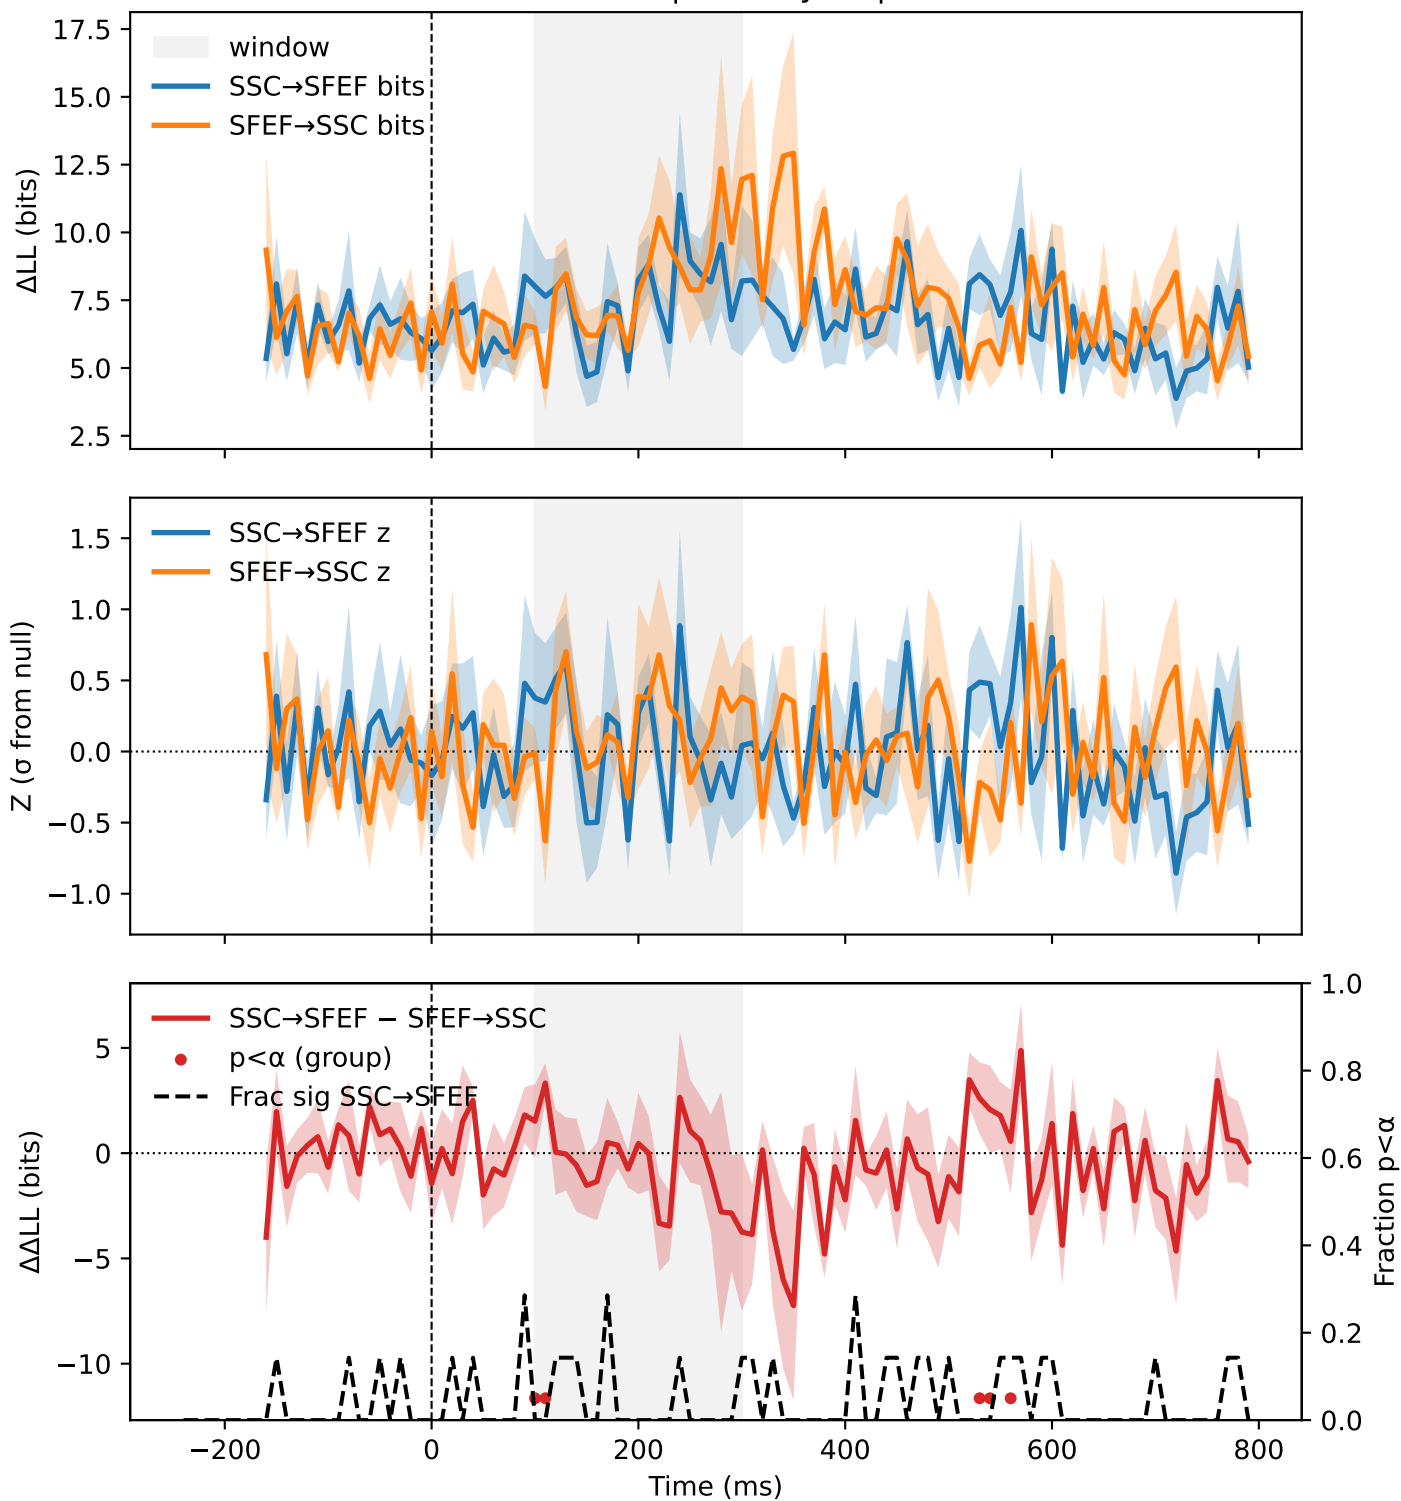 17.5
15.0
12.5
10.0
7.5
5.0
2.5
ΔLL (bits)
window
SSC→SFEF bits
SFEF→SSC bits
1.5
1.0
0.5
0.0
−0.5
−1.0
Z (σ from null)
SSC→SFEF z
SFEF→SSC z
5
0
−5
−10
ΔΔLL (bits)
SSC→SFEF − SFEF→SSC
p<α (group)
Frac sig SSC→SFEF
1.0
0.8
0.6
0.4
0.2
0.0
Fraction p<α
−200
0
200
400
600
800
Time (ms)